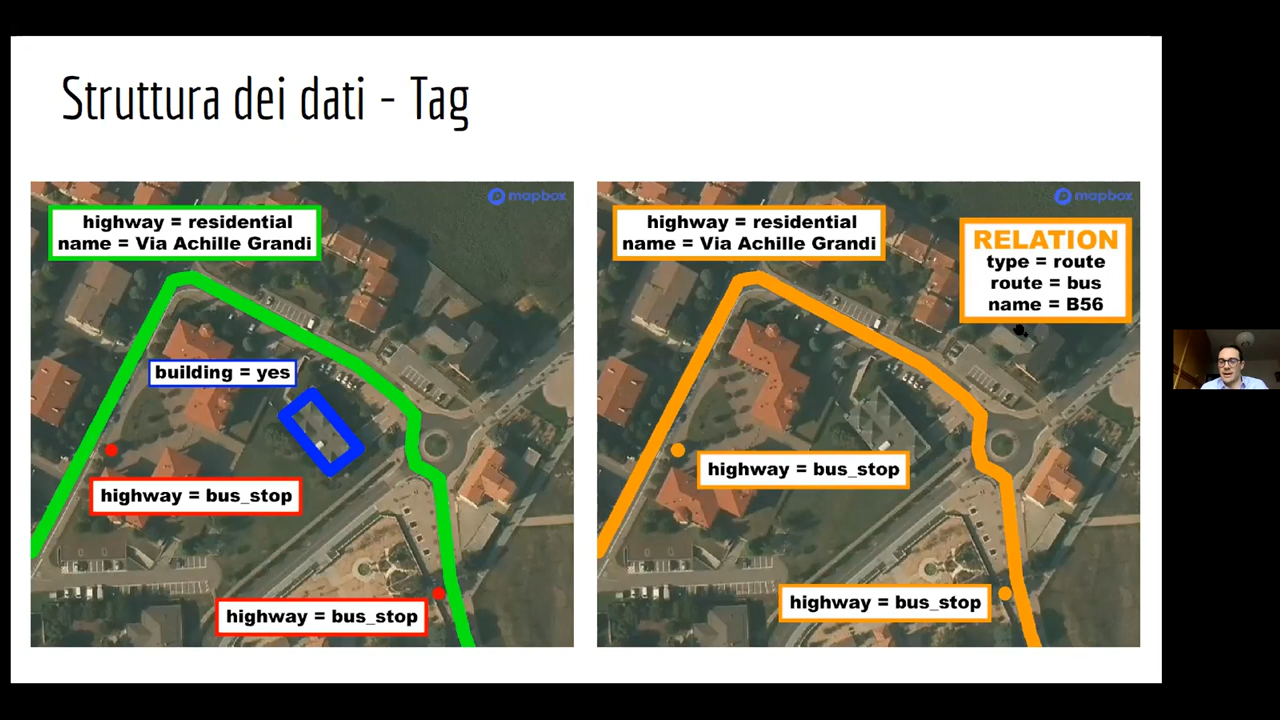 Struttura dei dati - Tag
mapbox
highway = residential
name = Via Achille Grandi
building = yes
highway = bus_stop
highway = bus_stop
mapbox
highway = residential
name = Via Achille Grandi
RELATION
type = route
route = bus
name = B56
highway = bus_stop
highway = bus_stop